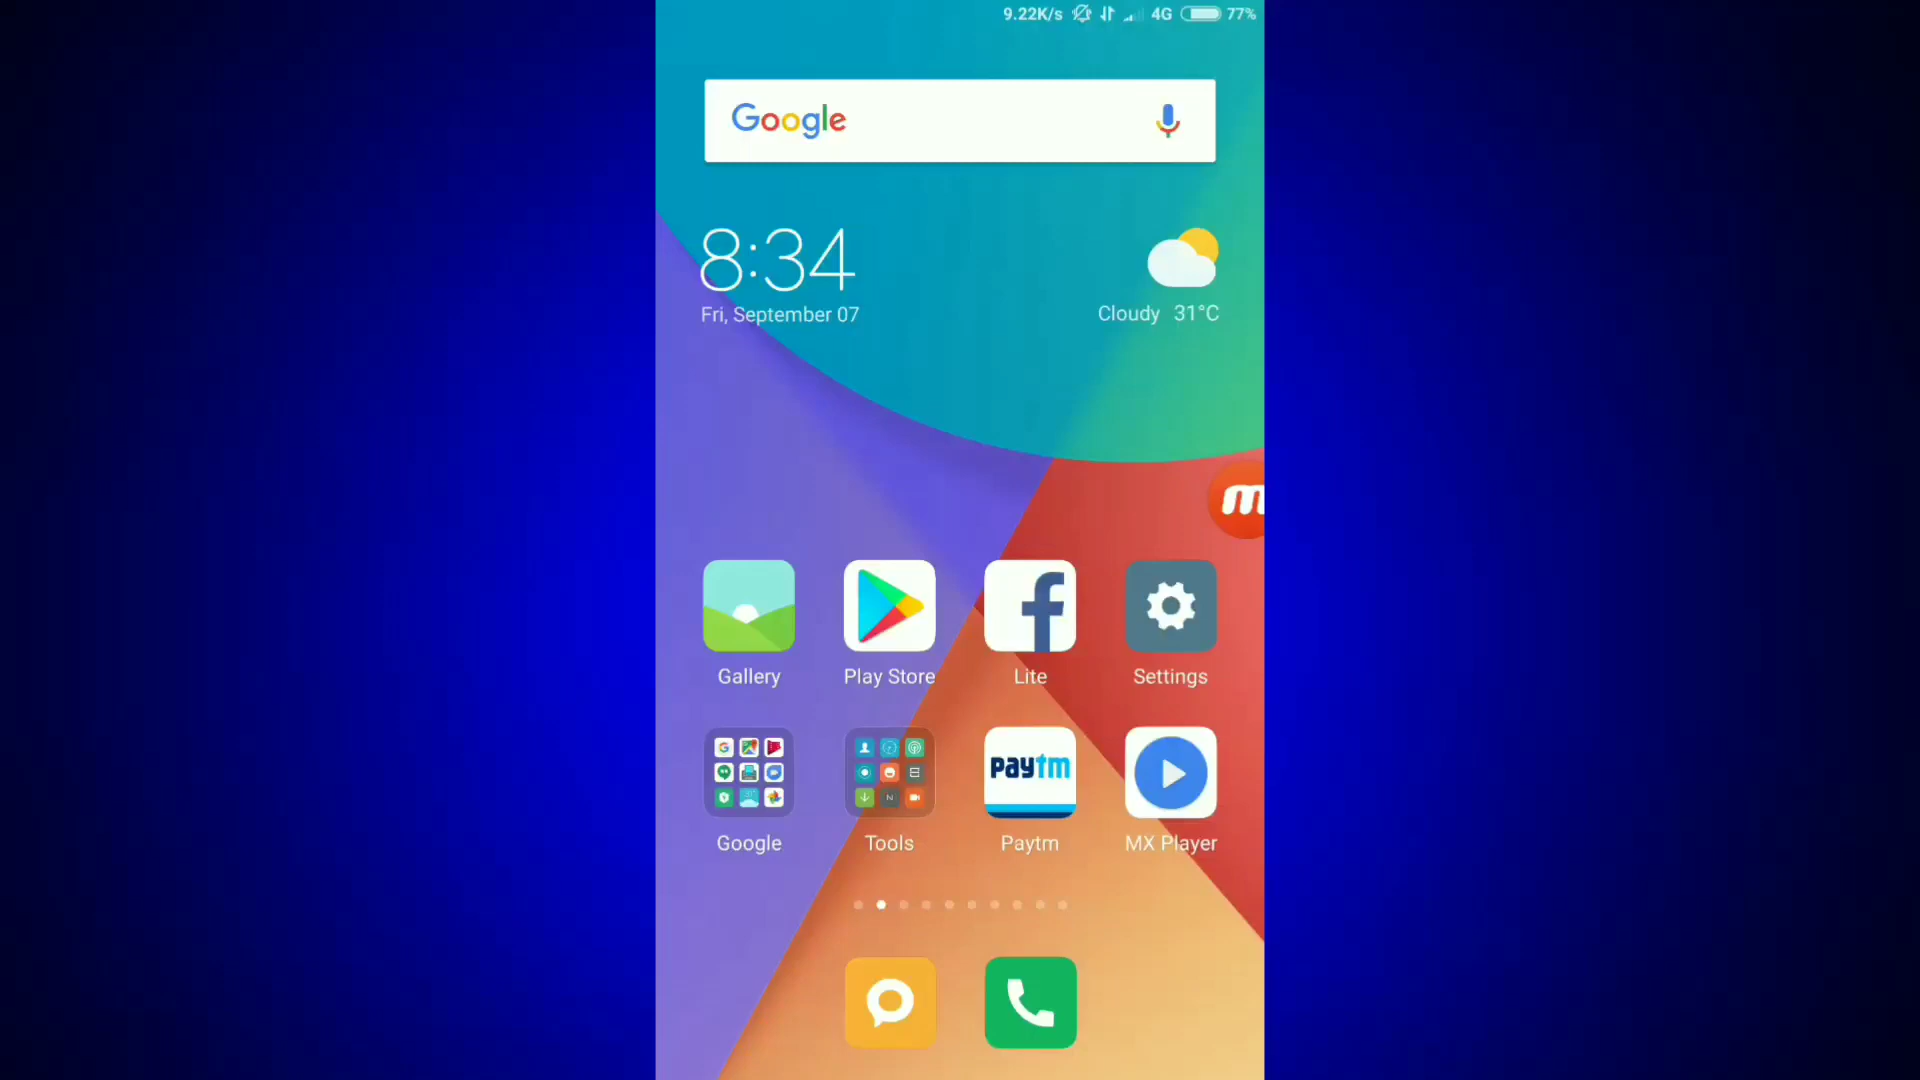 9.22K/s 4G 77%
Google
8:34
Fri, September 07
Cloudy 31°C
m
f
Gallery Play Store Lite Settings
paytm
Google Tools Paytm MX Player